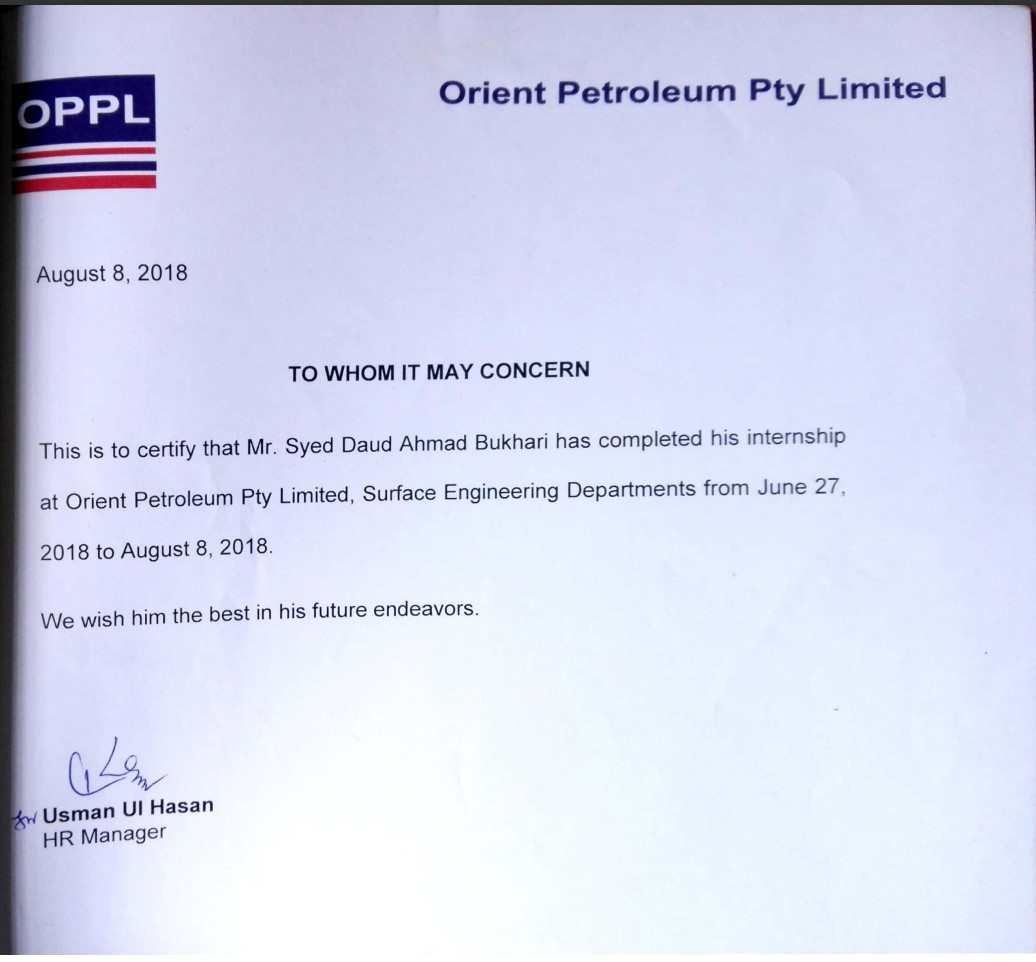 OPPL
Orient Petroleum Pty Limited
August 8, 2018
TO WHOM IT MAY CONCERN
This is to certify that Mr. Syed Daud Ahmad Bukhari has completed his internship
at Orient Petroleum Pty Limited, Surface Engineering Departments from June 27,
2018 to August 8, 2018.
We wish him the best in his future endeavors.
for Usman Ul Hasan
HR Manager